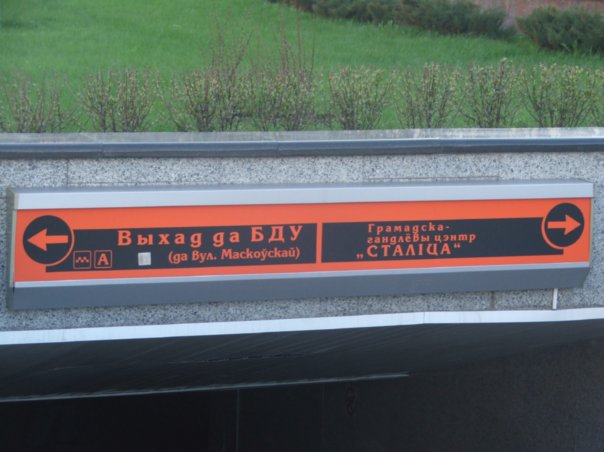 Выхад да БДУ
А (да вул. Маскоўскай)
Грамадска-
гандлёвы цэнтр
„СТАЛІЦА“